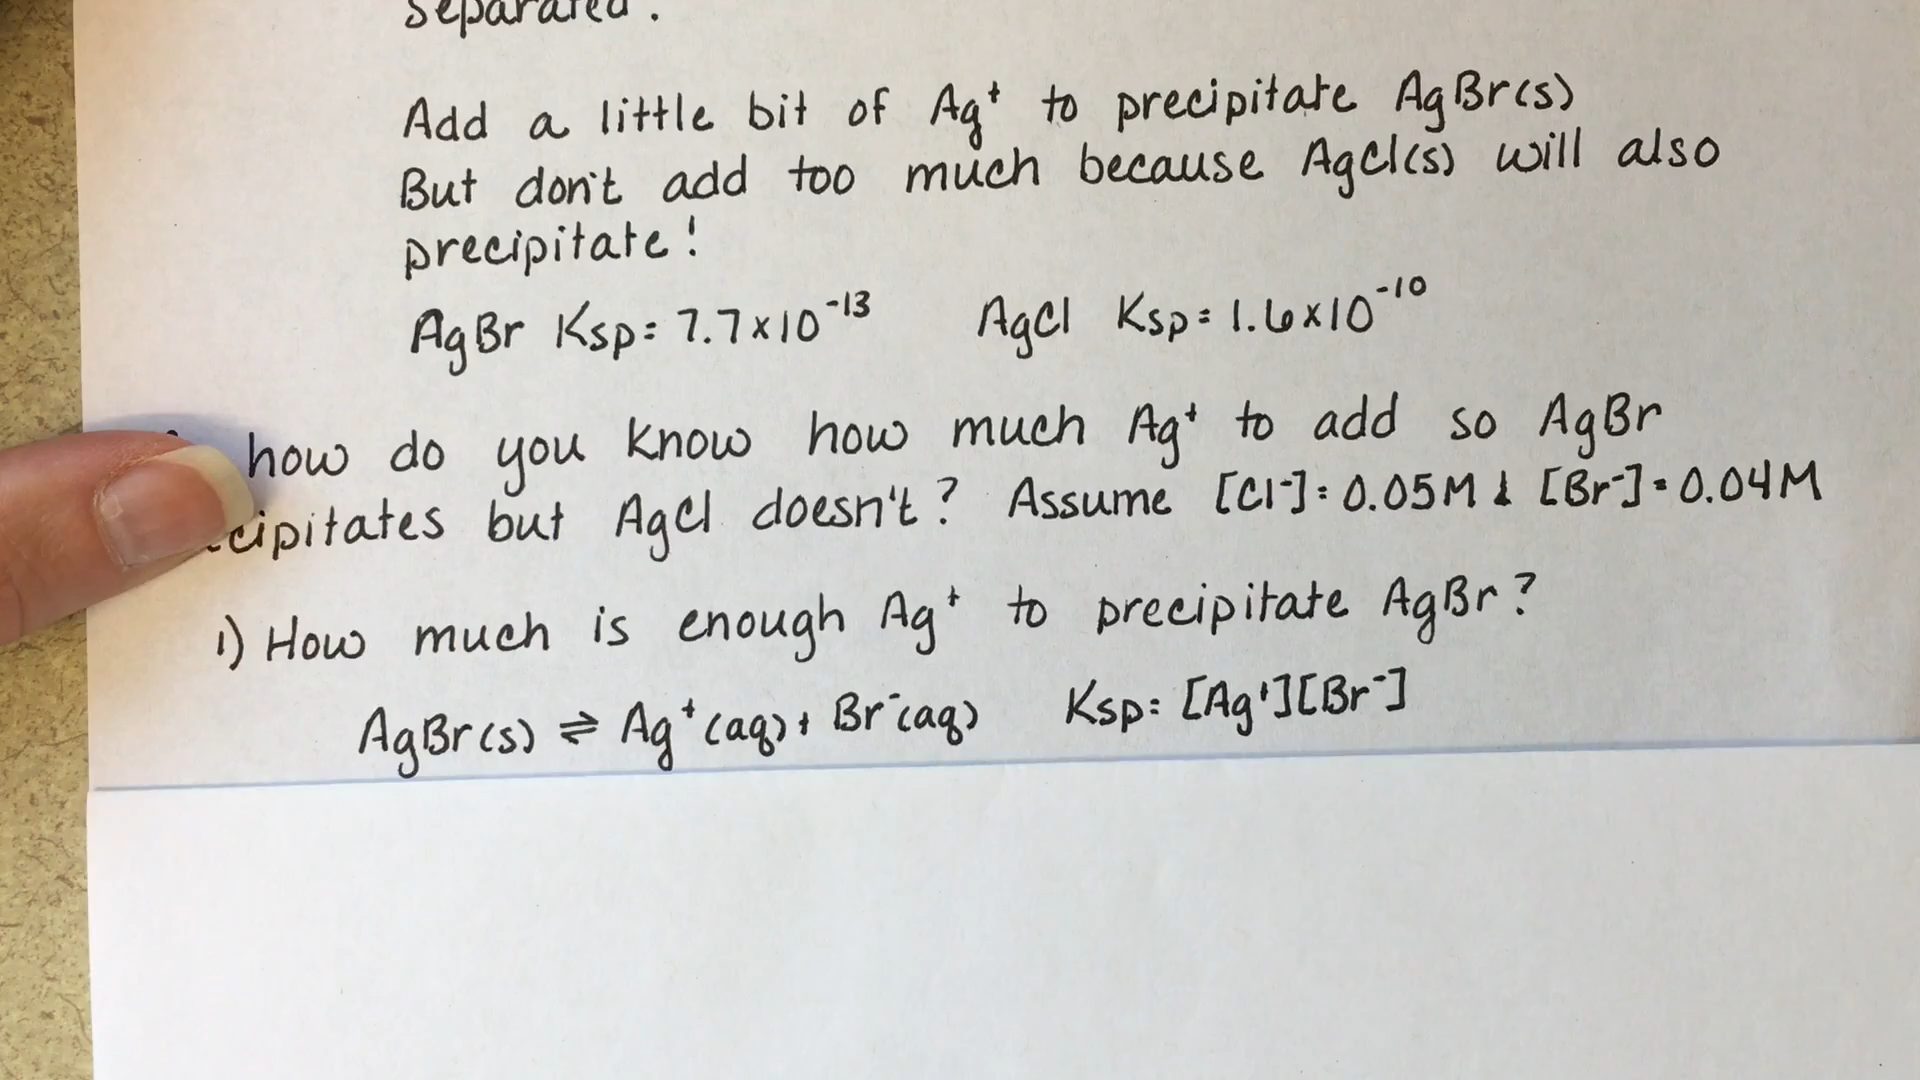 separated.
Add a little bit of Ag⁺ to precipitate AgBr(s)
But don't add too much because AgCl(s) will also
precipitate!
AgBr Ksp = 7.7×10⁻¹³ AgCl Ksp = 1.6×10⁻¹⁰
how do you know how much Ag⁺ to add so AgBr
cipitates but AgCl doesn't? Assume [Cl⁻] = 0.05M & [Br⁻] = 0.04M
1) How much is enough Ag⁺ to precipitate AgBr?
AgBr(s) ⇌ Ag⁺(aq) + Br⁻(aq) Ksp = [Ag⁺][Br⁻]